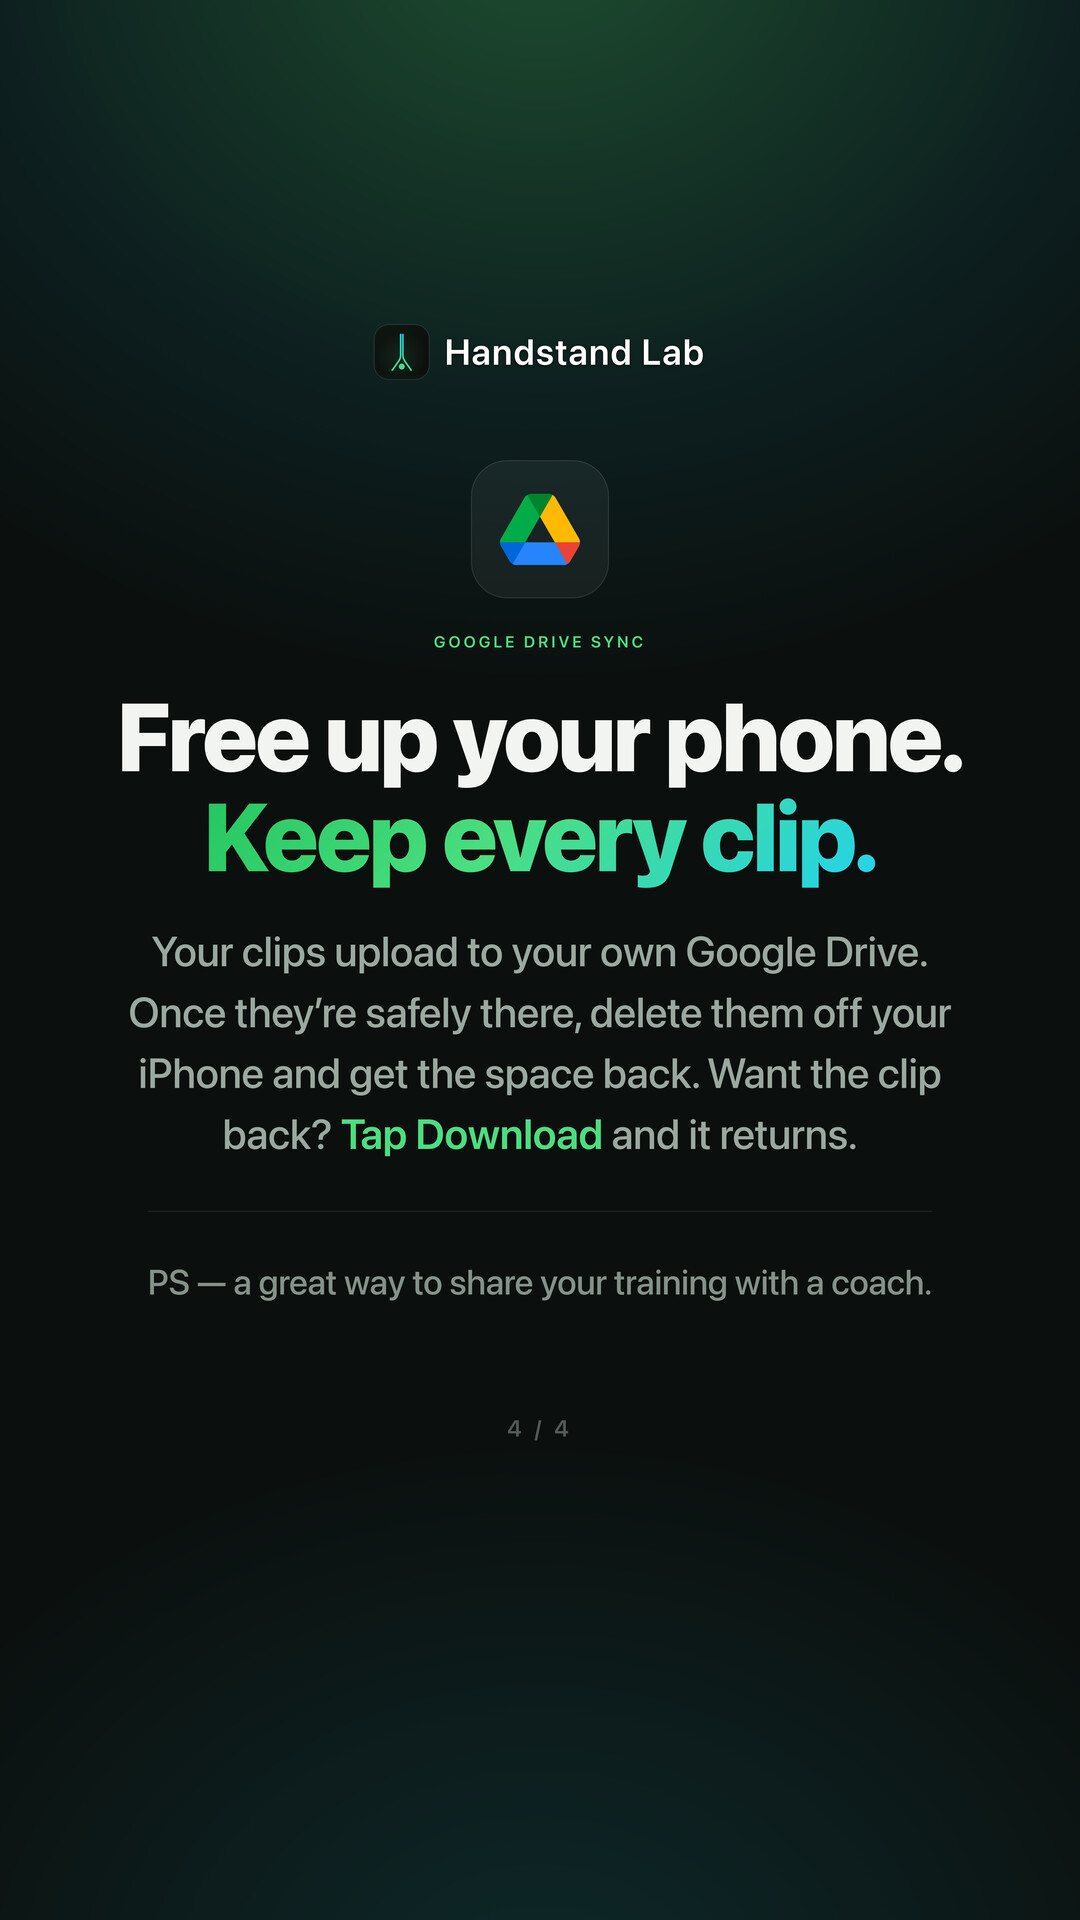 Handstand Lab
GOOGLE DRIVE SYNC
Free up your phone.
Keep every clip.
Your clips upload to your own Google Drive.
Once they’re safely there, delete them off your
iPhone and get the space back. Want the clip
back? Tap Download and it returns.
PS — a great way to share your training with a coach.
4 / 4